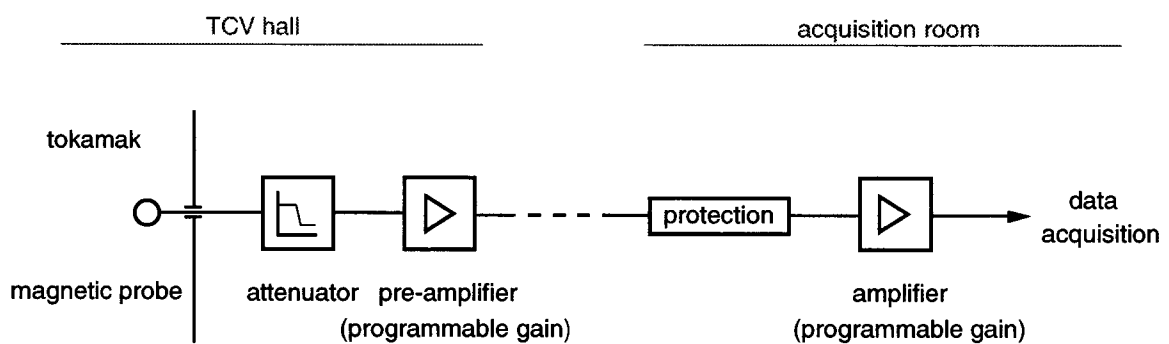 TCV hall
acquisition room
tokamak
magnetic probe
attenuator
pre-amplifier
(programmable gain)
protection
amplifier
(programmable gain)
data
acquisition